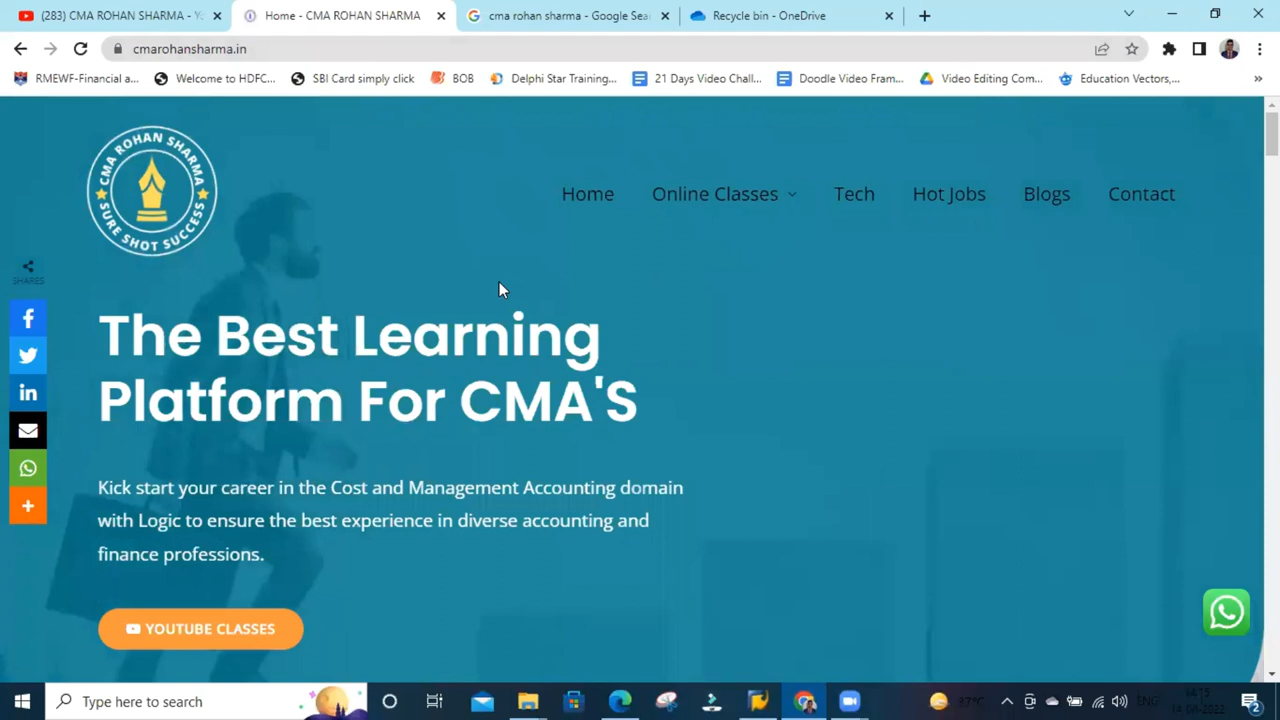 (283) CMA ROHAN SHARMA - Y
Home - CMA ROHAN SHARMA
cma rohan sharma - Google Sea
Recycle bin - OneDrive
cmarohansharma.in
RMEWF-Financial a...
Welcome to HDFC...
SBI Card simply click
BOB
Delphi Star Training...
21 Days Video Chall...
Doodle Video Fram...
Video Editing Com...
Education Vectors,...
CMA ROHAN SHARMA
SURE SHOT SUCCESS
Home
Online Classes
Tech
Hot Jobs
Blogs
Contact
SHARES
The Best Learning
Platform For CMA'S
Kick start your career in the Cost and Management Accounting domain
with Logic to ensure the best experience in diverse accounting and
finance professions.
YOUTUBE CLASSES
Type here to search
27°C
ENG
2